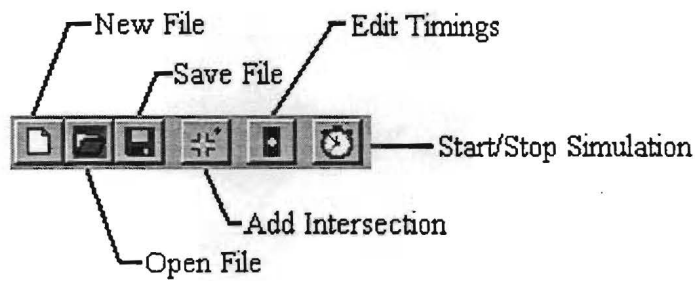 New File
Edit Timings
Save File
Start/Stop Simulation
Add Intersection
Open File